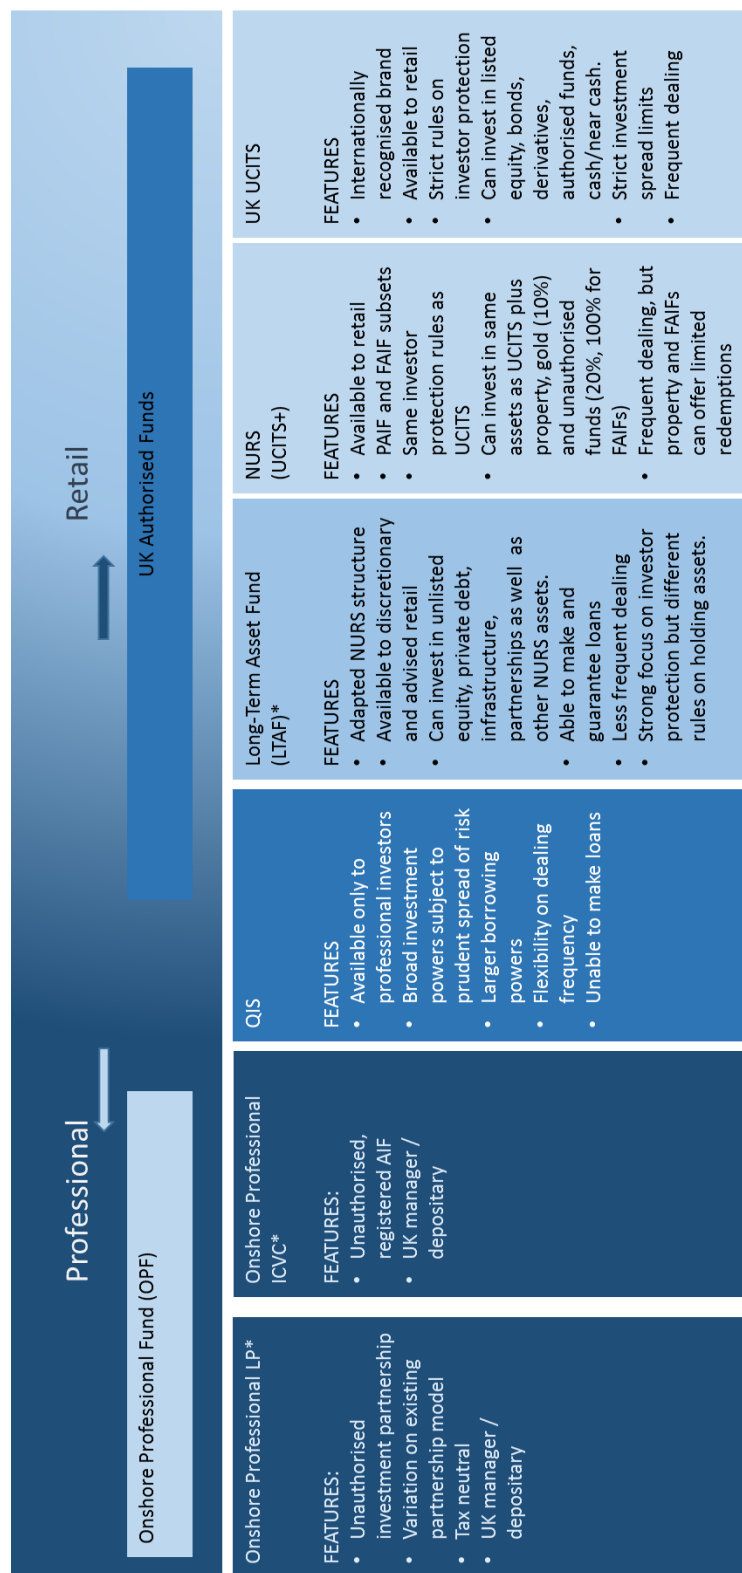 Professional
Retail
Onshore Professional Fund (OPF)
UK Authorised Funds
Onshore Professional LP*
FEATURES:
• Unauthorised
investment partnership
• Variation on existing
partnership model
• Tax neutral
• UK manager /
depositary
Onshore Professional
ICVC*
FEATURES:
• Unauthorised,
registered AIF
• UK manager /
depositary
QIS
FEATURES
• Available only to
professional investors
• Broad investment
powers subject to
prudent spread of risk
• Larger borrowing
powers
• Flexibility on dealing
frequency
• Unable to make loans
Long-Term Asset Fund
(LTAF)*
FEATURES
• Adapted NURS structure
• Available to discretionary
and advised retail
• Can invest in unlisted
equity, private debt,
infrastructure,
partnerships as well as
other NURS assets.
• Able to make and
guarantee loans
• Less frequent dealing
• Strong focus on investor
protection but different
rules on holding assets.
NURS
(UCITS+)
FEATURES
• Available to retail
• PAIF and FAIF subsets
• Same investor
protection rules as
UCITS
• Can invest in same
assets as UCITS plus
property, gold (10%)
and unauthorised
funds (20%, 100% for
FAIFs)
• Frequent dealing, but
property and FAIFs
can offer limited
redemptions
UK UCITS
FEATURES
• Internationally
recognised brand
• Available to retail
• Strict rules on
investor protection
• Can invest in listed
equity, bonds,
derivatives,
authorised funds,
cash/near cash.
• Strict investment
spread limits
• Frequent dealing